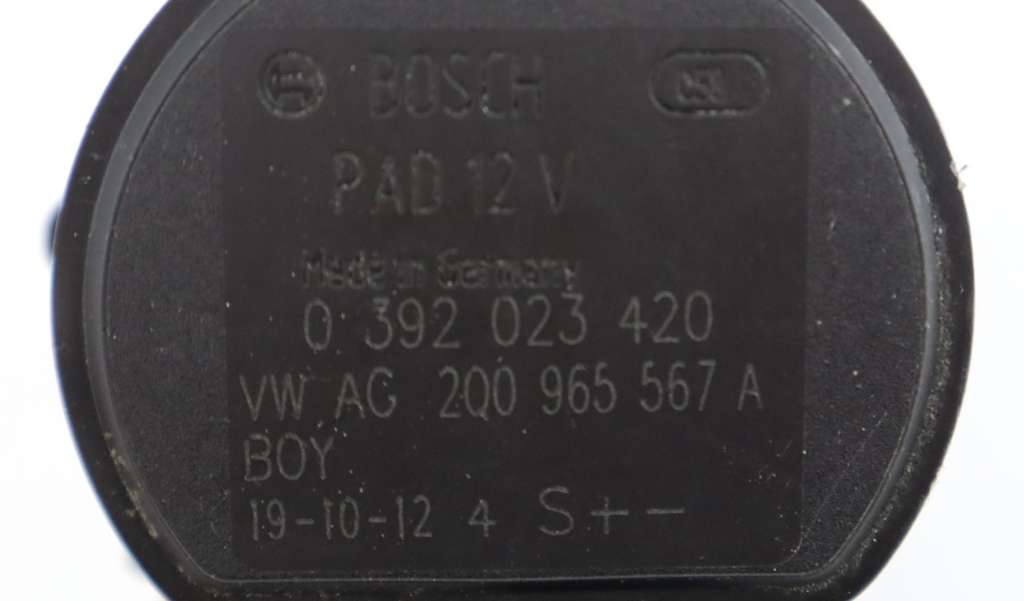 BOSCH
PAD 12 V
Made in Germany
0 392 023 420
VW AG 2Q0 965 567 A
BOY
19-10-12 4 S + -